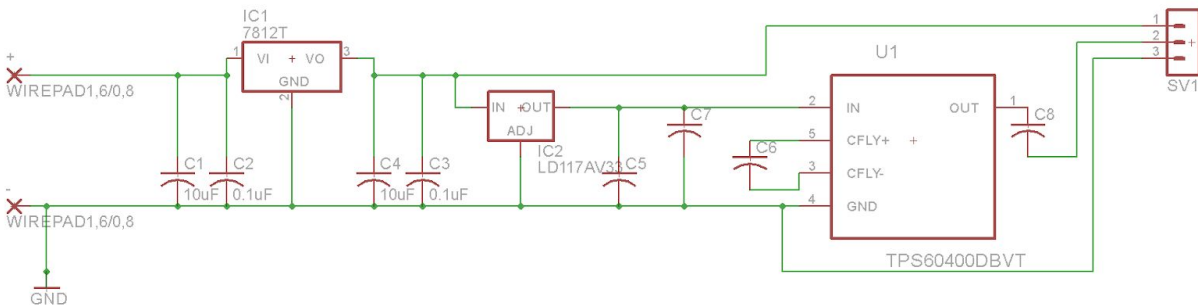 IC1
7812T
1
VI
+
VO
3
GND
2
+
WIREPAD1,6/0,8
C1
10uF
C2
0.1uF
C4
10uF
C3
0.1uF
IN
+
OUT
ADJ
IC2
LD117AV33
C5
C7
C6
U1
2
IN
OUT
1
5
CFLY+
+
3
CFLY-
4
GND
TPS60400DBVT
C8
1
2
+
3
SV1
-
WIREPAD1,6/0,8
GND